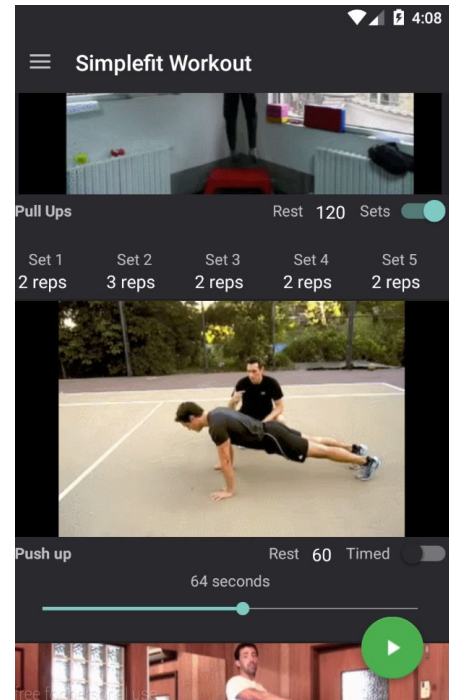 4:08
Simplefit Workout
Pull Ups Rest 120 Sets
Set 1 Set 2 Set 3 Set 4 Set 5
2 reps 3 reps 2 reps 2 reps 2 reps
Push up Rest 60 Timed
64 seconds